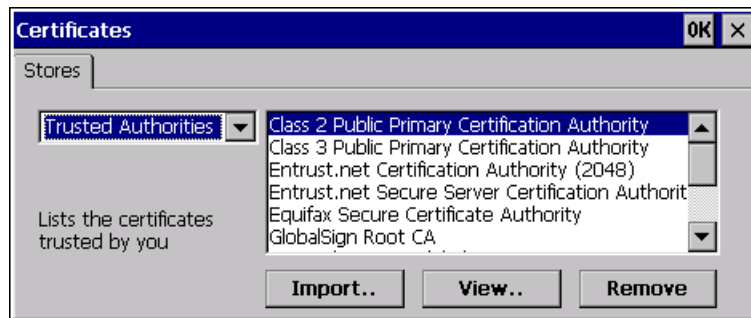 Certificates
OK
Stores
Trusted Authorities
Class 2 Public Primary Certification Authority
Class 3 Public Primary Certification Authority
Entrust.net Certification Authority (2048)
Entrust.net Secure Server Certification Authorit
Equifax Secure Certificate Authority
GlobalSign Root CA
Lists the certificates
trusted by you
Import..
View..
Remove